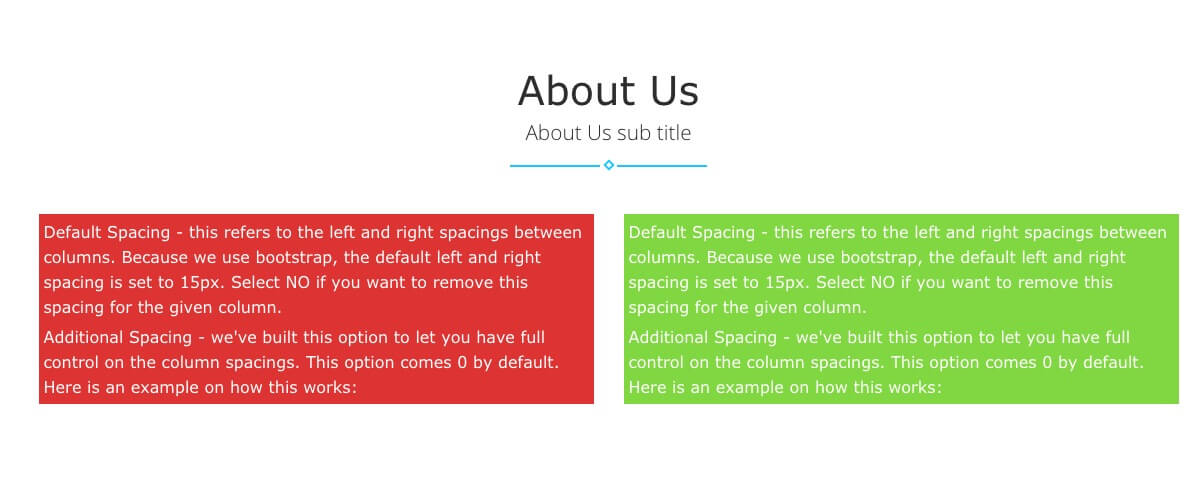 About Us
About Us sub title
Default Spacing - this refers to the left and right spacings between
columns. Because we use bootstrap, the default left and right
spacing is set to 15px. Select NO if you want to remove this
spacing for the given column.
Additional Spacing - we've built this option to let you have full
control on the column spacings. This option comes 0 by default.
Here is an example on how this works:
Default Spacing - this refers to the left and right spacings between
columns. Because we use bootstrap, the default left and right
spacing is set to 15px. Select NO if you want to remove this
spacing for the given column.
Additional Spacing - we've built this option to let you have full
control on the column spacings. This option comes 0 by default.
Here is an example on how this works: